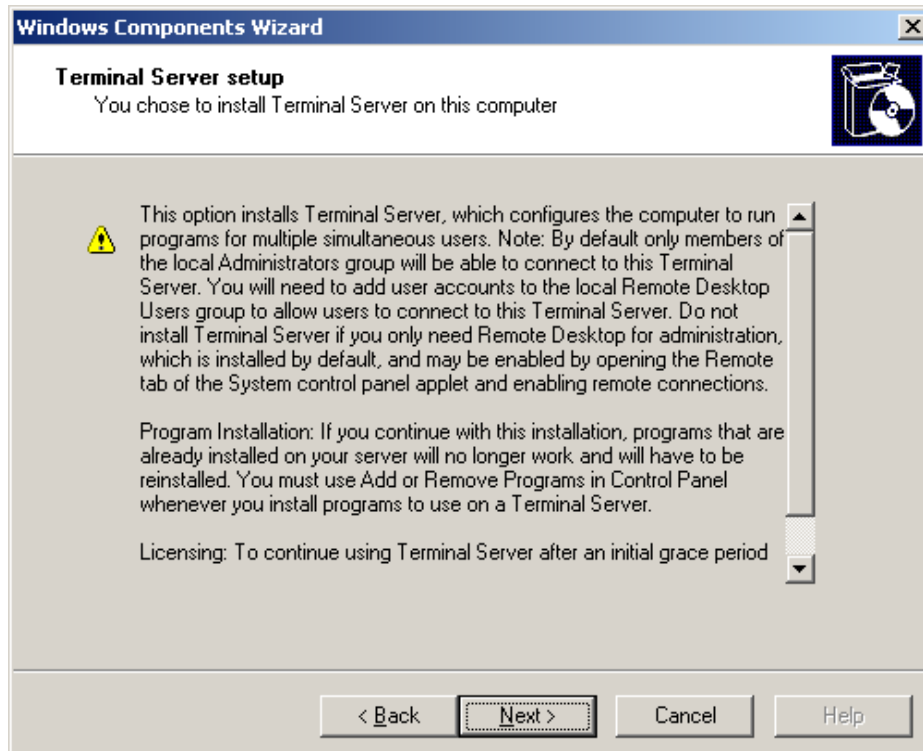 Windows Components Wizard
Terminal Server setup
You chose to install Terminal Server on this computer
This option installs Terminal Server, which configures the computer to run
programs for multiple simultaneous users. Note: By default only members of
the local Administrators group will be able to connect to this Terminal
Server. You will need to add user accounts to the local Remote Desktop
Users group to allow users to connect to this Terminal Server. Do not
install Terminal Server if you only need Remote Desktop for administration,
which is installed by default, and may be enabled by opening the Remote
tab of the System control panel applet and enabling remote connections.
Program Installation: If you continue with this installation, programs that are
already installed on your server will no longer work and will have to be
reinstalled. You must use Add or Remove Programs in Control Panel
whenever you install programs to use on a Terminal Server.
Licensing: To continue using Terminal Server after an initial grace period
< Back Next > Cancel Help